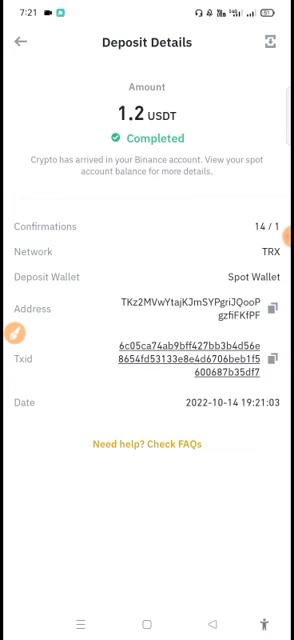 7:21
Deposit Details
Amount
1.2 USDT
Completed
Crypto has arrived in your Binance account. View your spot
account balance for more details.
Confirmations 14 / 1
Network TRX
Deposit Wallet Spot Wallet
Address TKz2MVwYtajKJmSYPgriJQooP
gzfiFKfPF
Txid 6c05ca74ab9bff427bb3b4d56e
8654fd53133e8e4d6706beb1f5
600687b35df7
Date 2022-10-14 19:21:03
Need help? Check FAQs